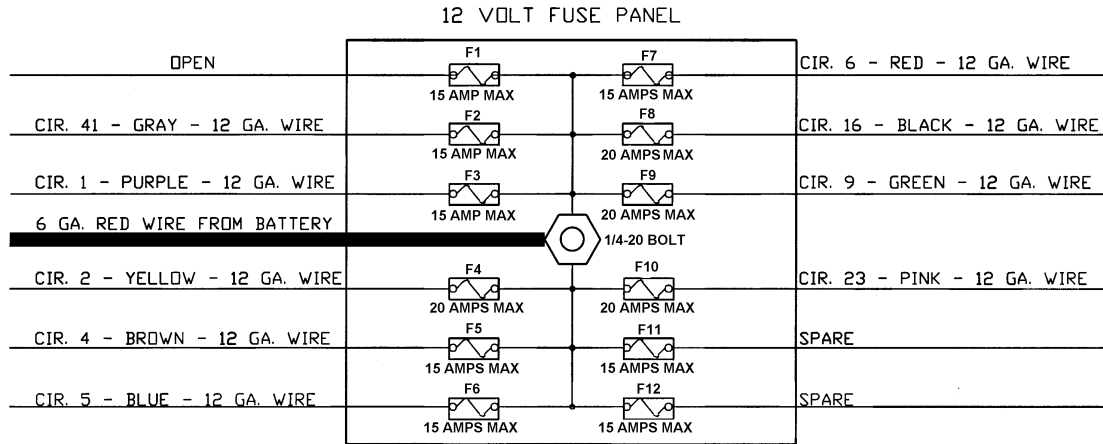 12 VOLT FUSE PANEL
OPEN
F1
15 AMP MAX
F7
15 AMPS MAX
CIR. 6 - RED - 12 GA. WIRE
CIR. 41 - GRAY - 12 GA. WIRE
F2
15 AMP MAX
F8
20 AMPS MAX
CIR. 16 - BLACK - 12 GA. WIRE
CIR. 1 - PURPLE - 12 GA. WIRE
F3
15 AMP MAX
F9
20 AMPS MAX
CIR. 9 - GREEN - 12 GA. WIRE
6 GA. RED WIRE FROM BATTERY
1/4-20 BOLT
CIR. 2 - YELLOW - 12 GA. WIRE
F4
20 AMPS MAX
F10
20 AMPS MAX
CIR. 23 - PINK - 12 GA. WIRE
CIR. 4 - BROWN - 12 GA. WIRE
F5
15 AMPS MAX
F11
15 AMPS MAX
SPARE
CIR. 5 - BLUE - 12 GA. WIRE
F6
15 AMPS MAX
F12
15 AMPS MAX
SPARE